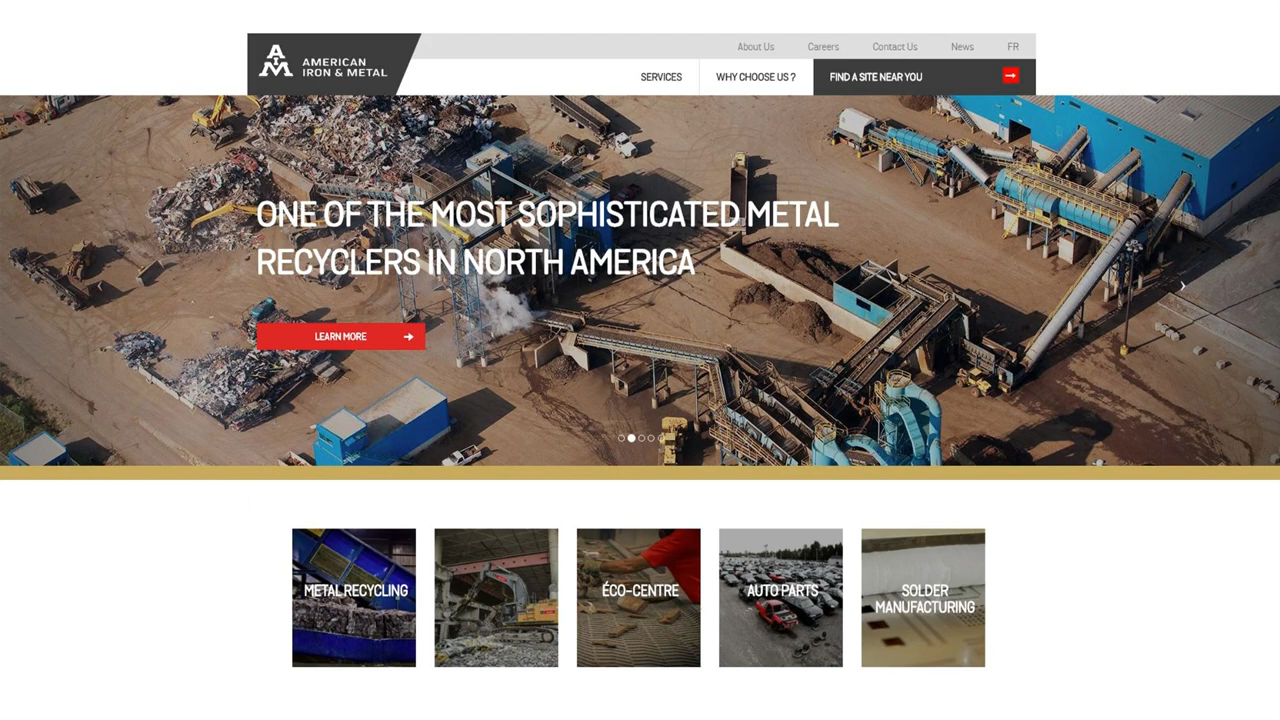 AIM AMERICAN
IRON & METAL
About Us Careers Contact Us News FR
SERVICES WHY CHOOSE US ? FIND A SITE NEAR YOU
ONE OF THE MOST SOPHISTICATED METAL
RECYCLERS IN NORTH AMERICA
LEARN MORE
METAL RECYCLING
ÉCO-CENTRE
AUTO PARTS
SOLDER
MANUFACTURING